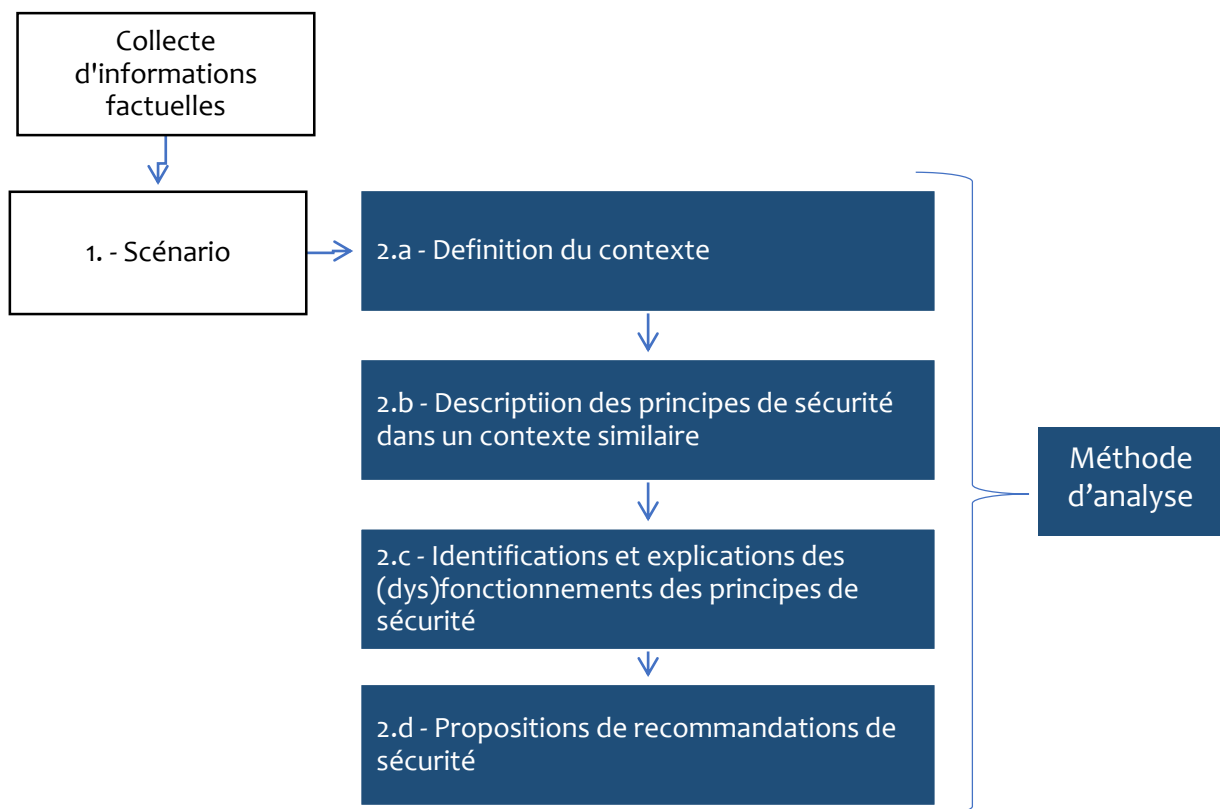 Collecte
d'informations
factuelles
1. - Scénario
2.a - Definition du contexte
2.b - Descriptiion des principes de sécurité
dans un contexte similaire
2.c - Identifications et explications des
(dys)fonctionnements des principes de
sécurité
2.d - Propositions de recommandations de
sécurité
Méthode
d’analyse